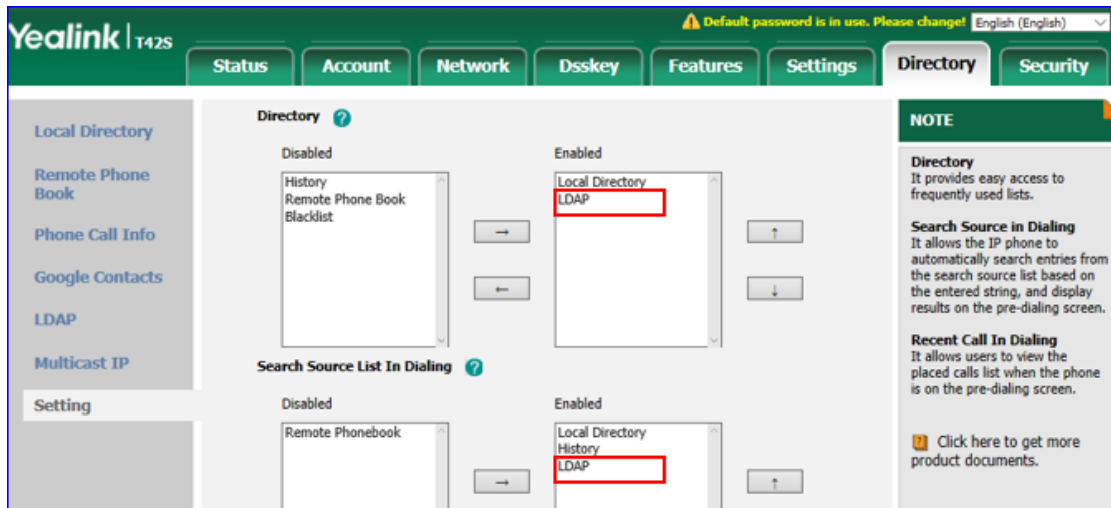 Yealink T42S
Default password is in use. Please change!
English (English)
Status
Account
Network
Dsskey
Features
Settings
Directory
Security
Local Directory
Remote Phone
Book
Phone Call Info
Google Contacts
LDAP
Multicast IP
Setting
Directory ?
Disabled
Enabled
History
Remote Phone Book
Blacklist
→
←
Local Directory
LDAP
↑
↓
Search Source List In Dialing ?
Disabled
Enabled
Remote Phonebook
→
Local Directory
History
LDAP
↑
NOTE
Directory
It provides easy access to
frequently used lists.
Search Source in Dialing
It allows the IP phone to
automatically search entries from
the search source list based on
the entered string, and display
results on the pre-dialing screen.
Recent Call In Dialing
It allows users to view the
placed calls list when the phone
is on the pre-dialing screen.
Click here to get more
product documents.